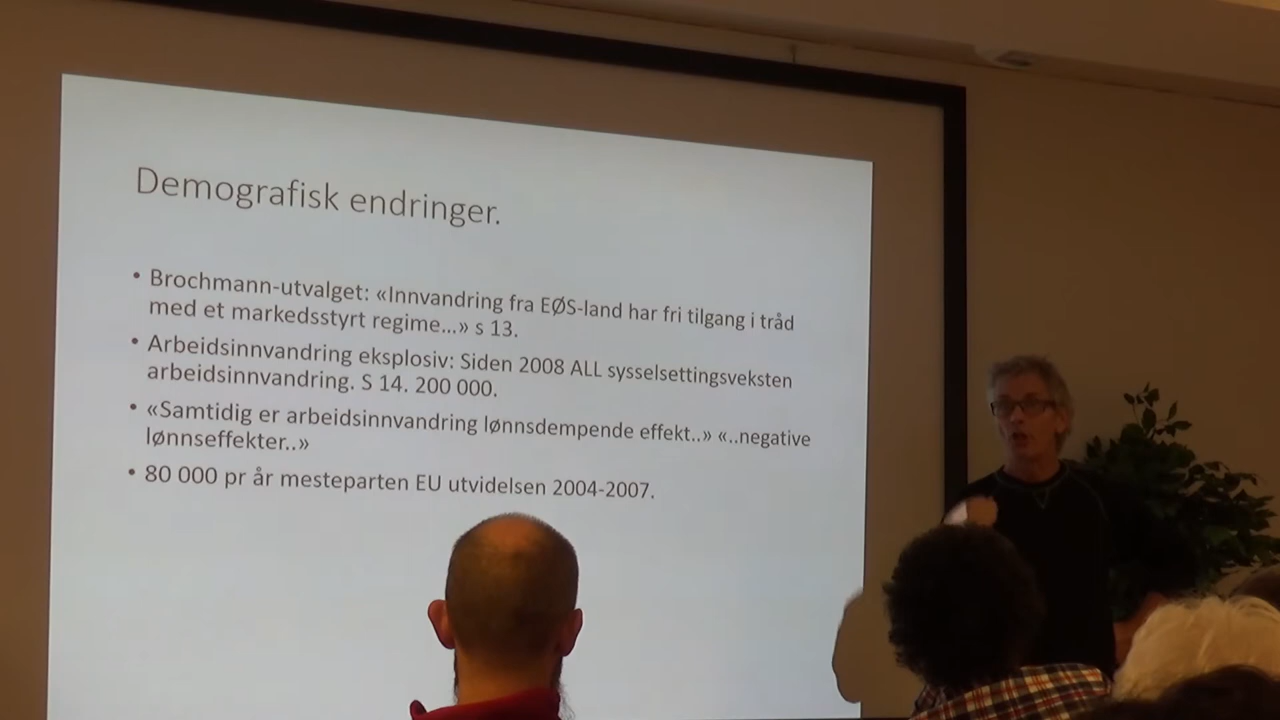 Demografisk endringer.
• Brochmann-utvalget: «Innvandring fra EØS-land har fri tilgang i tråd
med et markedsstyrt regime...» s 13.
• Arbeidsinnvandring eksplosiv: Siden 2008 ALL sysselsettingsveksten
arbeidsinnvandring. S 14. 200 000.
• «Samtidig er arbeidsinnvandring lønnsdempende effekt..» «..negative
lønnseffekter..»
• 80 000 pr år mesteparten EU utvidelsen 2004-2007.